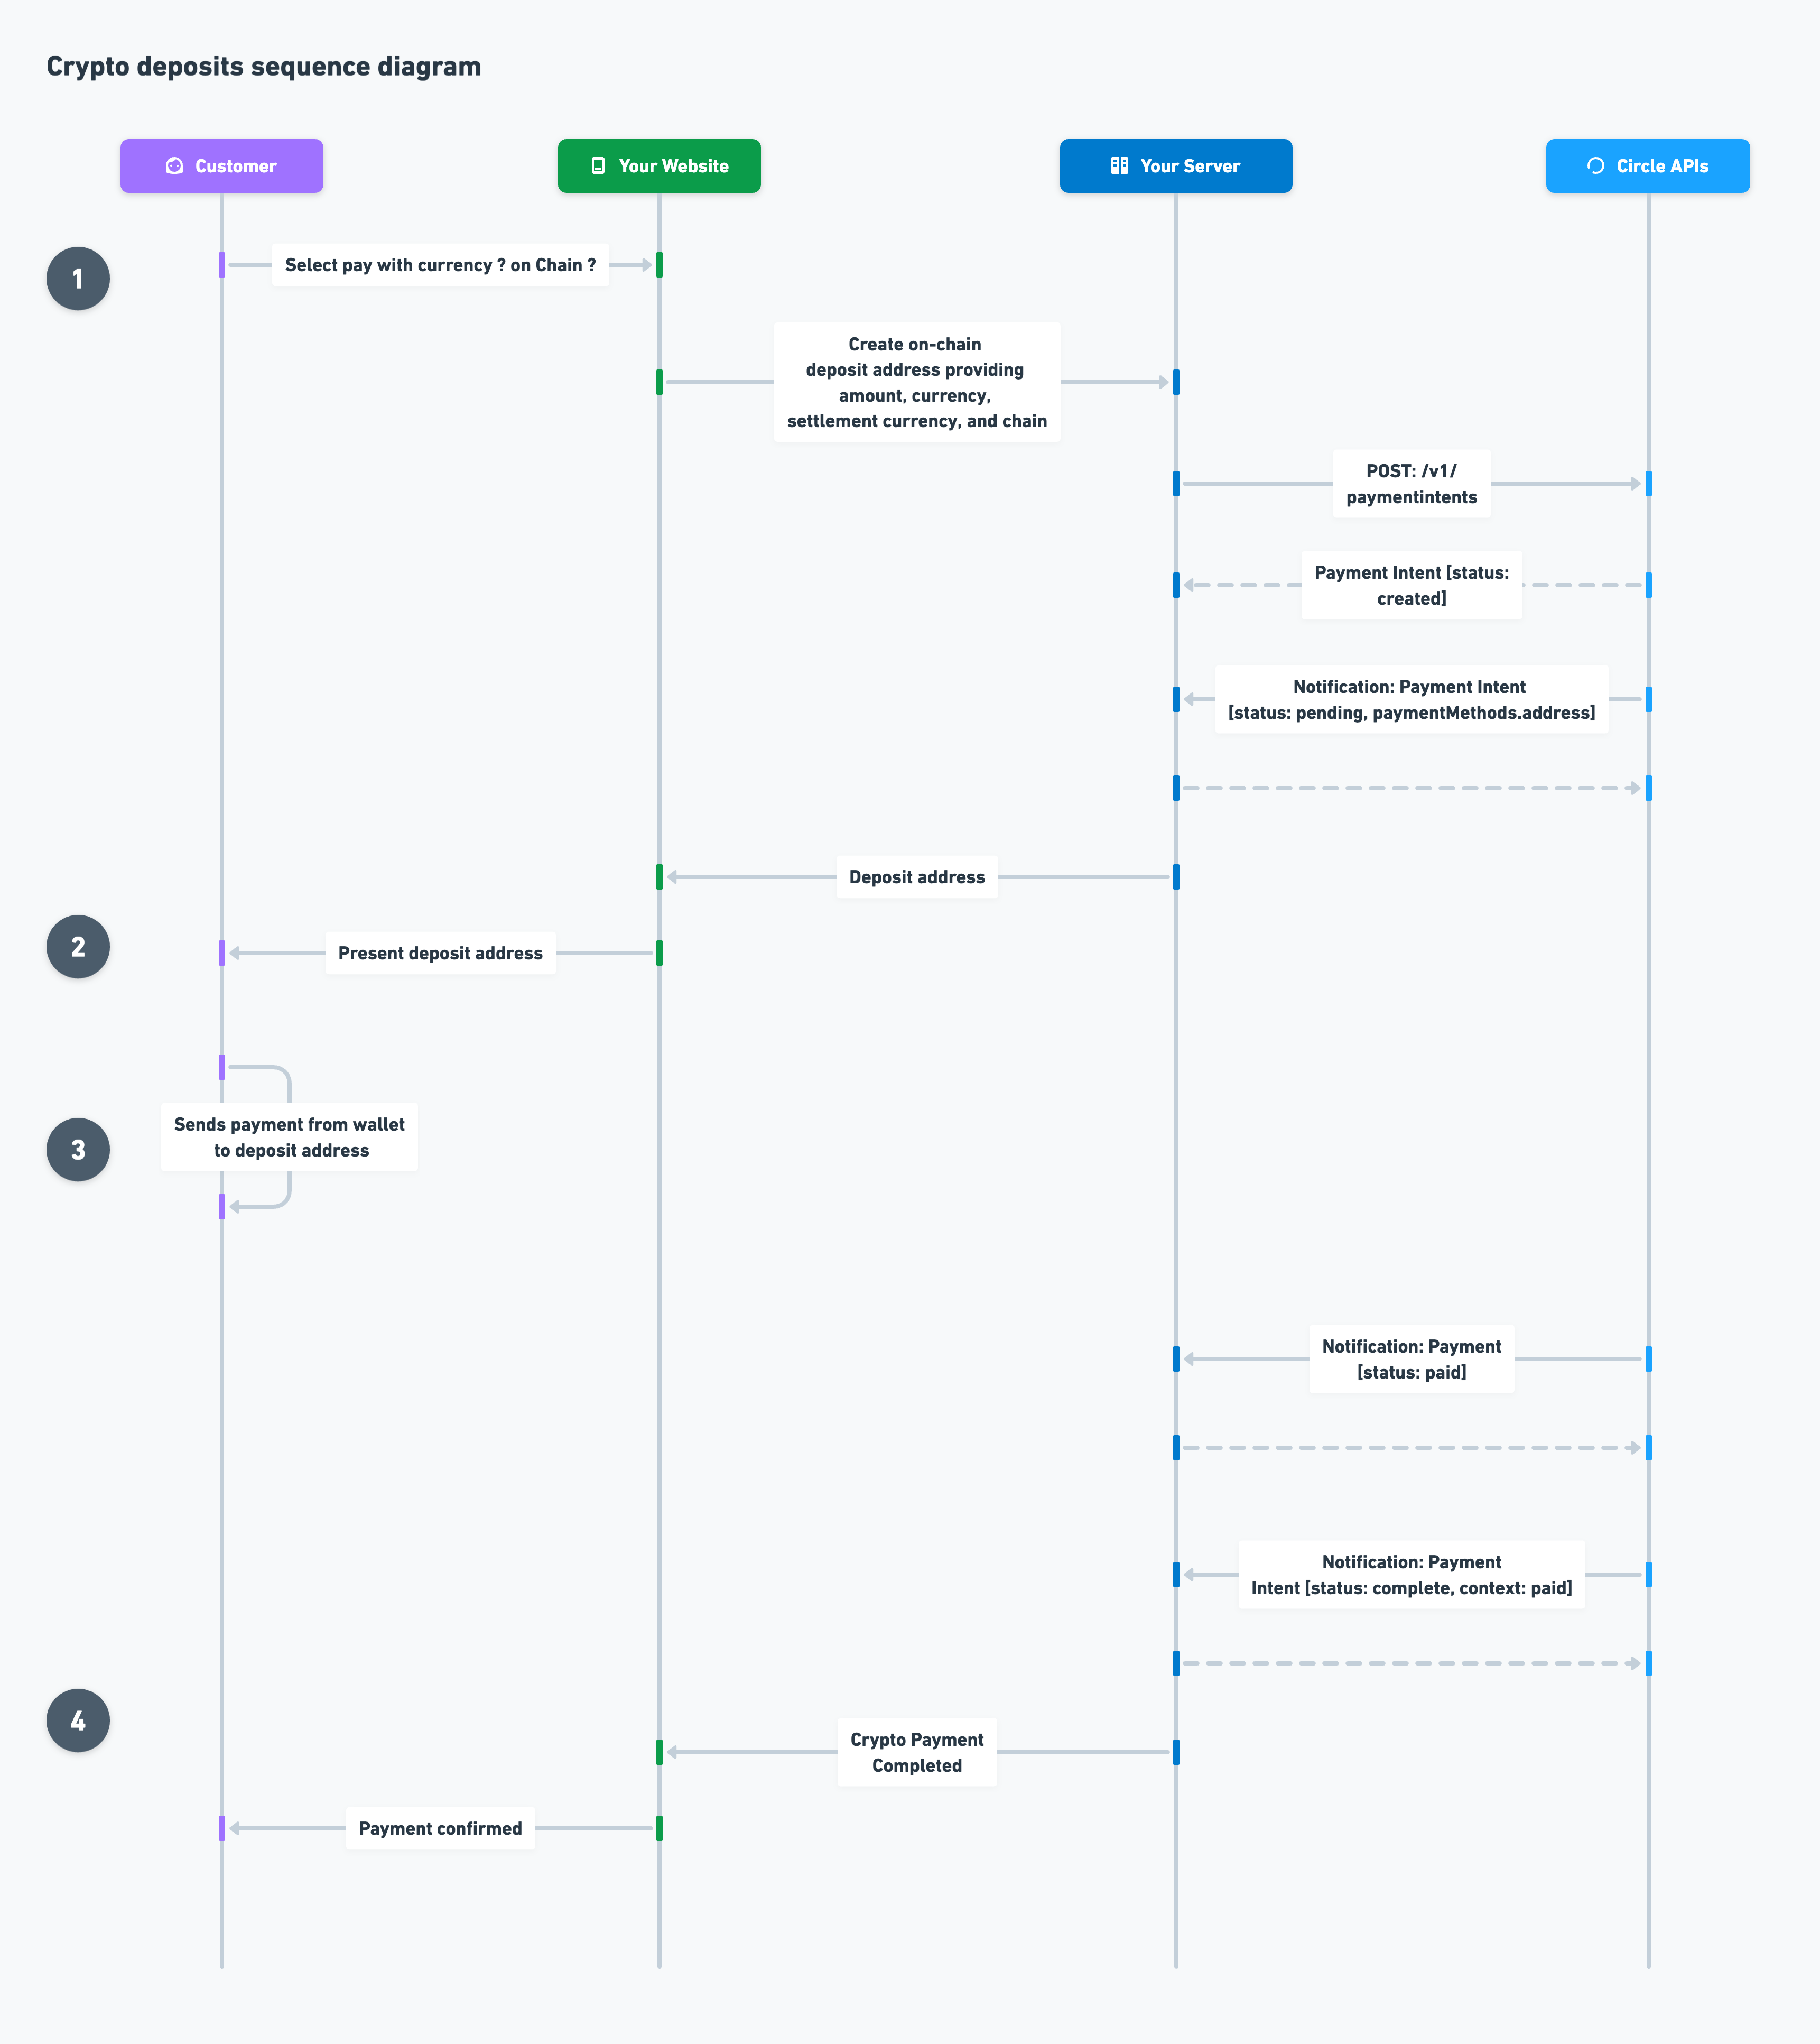 Crypto deposits sequence diagram
Customer
Your Website
Your Server
Circle APIs
1
Select pay with currency ? on Chain ?
Create on-chain
deposit address providing
amount, currency,
settlement currency, and chain
POST: /v1/
paymentintents
Payment Intent [status:
created]
Notification: Payment Intent
[status: pending, paymentMethods.address]
Deposit address
2
Present deposit address
3
Sends payment from wallet
to deposit address
Notification: Payment
[status: paid]
Notification: Payment
Intent [status: complete, context: paid]
4
Crypto Payment
Completed
Payment confirmed